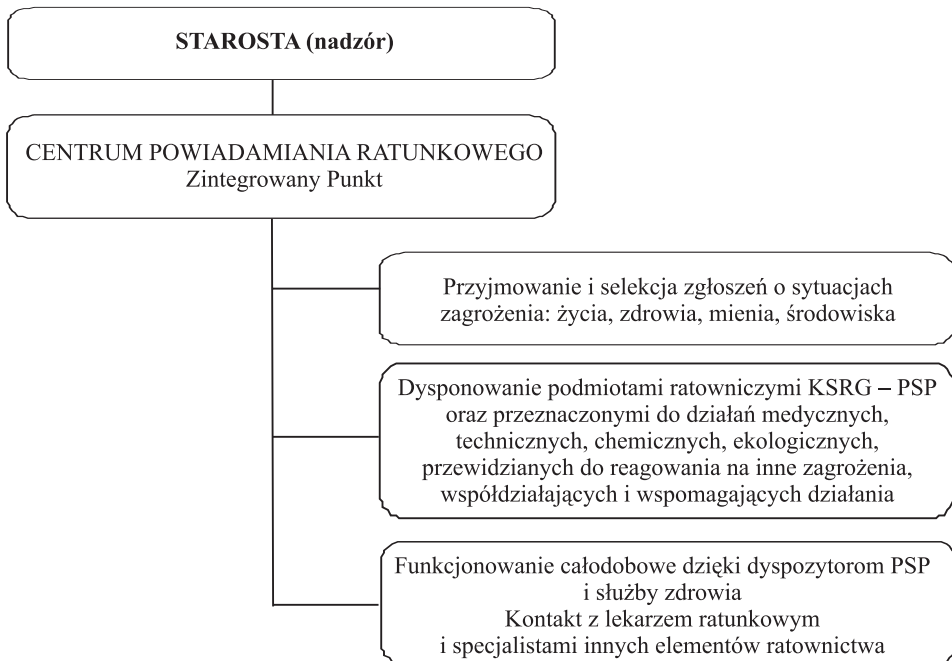 STAROSTA (nadzór)
CENTRUM POWIADAMIANIA RATUNKOWEGO
Zintegrowany Punkt
Przyjmowanie i selekcja zgłoszeń o sytuacjach
zagrożenia: życia, zdrowia, mienia, środowiska
Dysponowanie podmiotami ratowniczymi KSRG – PSP
oraz przeznaczonymi do działań medycznych,
technicznych, chemicznych, ekologicznych,
przewidzianych do reagowania na inne zagrożenia,
współdziałających i wspomagających działania
Funkcjonowanie całodobowe dzięki dyspozytorom PSP
i służby zdrowia
Kontakt z lekarzem ratunkowym
i specjalistami innych elementów ratownictwa